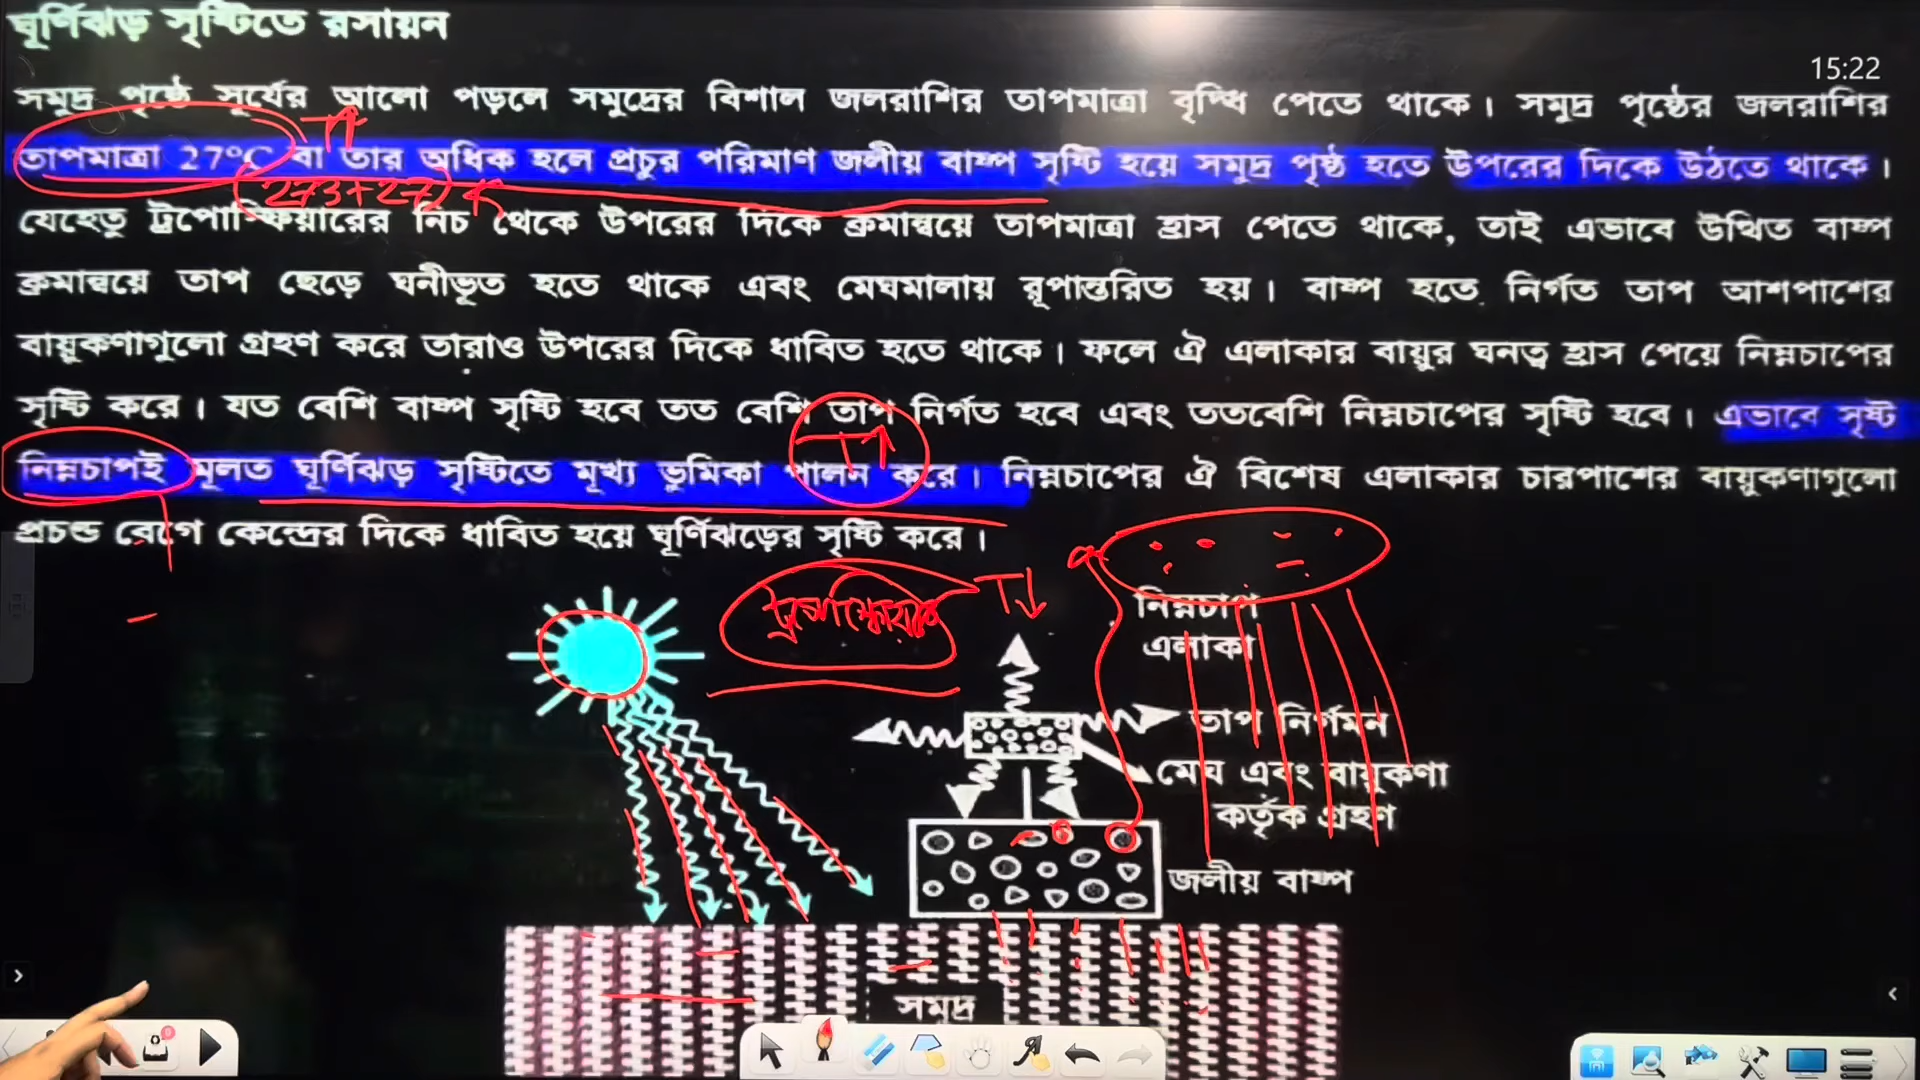 ঘূর্ণিঝড় সৃষ্টিতে রসায়ন
15:22
সমুদ্র পৃষ্ঠে সূর্যের আলো পড়লে সমুদ্রের বিশাল জলরাশির তাপমাত্রা বৃদ্ধি পেতে থাকে। সমুদ্র পৃষ্ঠের জলরাশির
T↑
তাপমাত্রা 27°C বা তার অধিক হলে প্রচুর পরিমাণ জলীয় বাষ্প সৃষ্টি হয়ে সমুদ্র পৃষ্ঠ হতে উপরের দিকে উঠতে থাকে।
(273+27) K
যেহেতু ট্রপোস্ফিয়ারের নিচ থেকে উপরের দিকে ক্রমান্বয়ে তাপমাত্রা হ্রাস পেতে থাকে, তাই এভাবে উত্থিত বাষ্প
ক্রমান্বয়ে তাপ ছেড়ে ঘনীভূত হতে থাকে এবং মেঘমালায় রূপান্তরিত হয়। বাষ্প হতে নির্গত তাপ আশপাশের
বায়ুকণাগুলো গ্রহণ করে তারাও উপরের দিকে ধাবিত হতে থাকে। ফলে ঐ এলাকার বায়ুর ঘনত্ব হ্রাস পেয়ে নিম্নচাপের
সৃষ্টি করে। যত বেশি বাষ্প সৃষ্টি হবে তত বেশি তাপ নির্গত হবে এবং ততবেশি নিম্নচাপের সৃষ্টি হবে। এভাবে সৃষ্ট
T↑
নিম্নচাপই মূলত ঘূর্ণিঝড় সৃষ্টিতে মূখ্য ভুমিকা পালন করে। নিম্নচাপের ঐ বিশেষ এলাকার চারপাশের বায়ুকণাগুলো
প্রচন্ড বেগে কেন্দ্রের দিকে ধাবিত হয়ে ঘূর্ণিঝড়ের সৃষ্টি করে।
T↓
নিম্নচাপ
এলাকা
তাপ নির্গমন
মেঘ এবং বায়ুকণা
কর্তৃক গ্রহণ
জলীয় বাষ্প
সমুদ্র